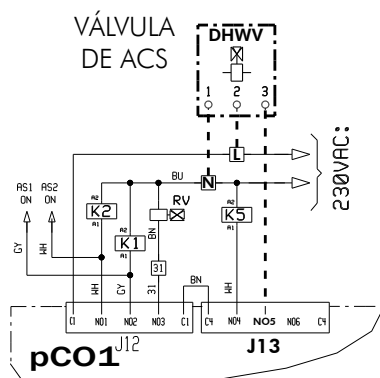 VÁLVULA
DE ACS
DHWV
1 2 3
L
230VAC:
BU
N
AS1 AS2
ON ON
A2
K2
A1
A2
K1
A1
RV
BN
A2
K5
A1
GY
WH
31
BN
WH
GY
31
WH
C1 NO1 NO2 NO3 C1
C4 NO4 NO5 NO6 C4
J12
J13
pCO1